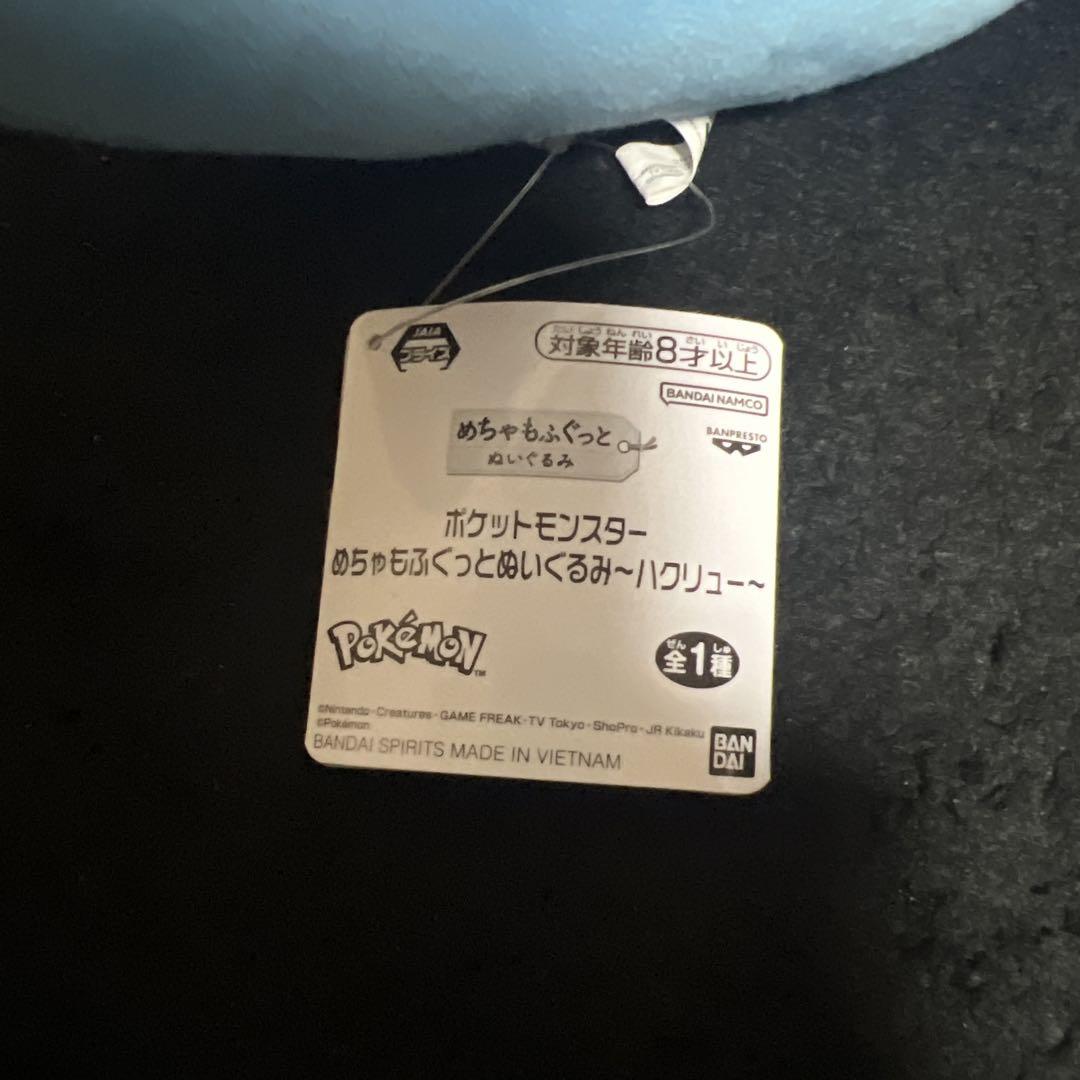 JAIA
プライズ
たいしょうねんれい さいいじょう
対象年齢8才以上
BANDAI NAMCO
BANPRESTO
めちゃもふぐっと
ぬいぐるみ
ポケットモンスター
めちゃもふぐっとぬいぐるみ〜ハクリュー〜
POKéMON™
ぜん しゅ
全1種
©Nintendo・Creatures・GAME FREAK・TV Tokyo・ShoPro・JR Kikaku
©Pokémon
BANDAI SPIRITS MADE IN VIETNAM
BAN
DAI